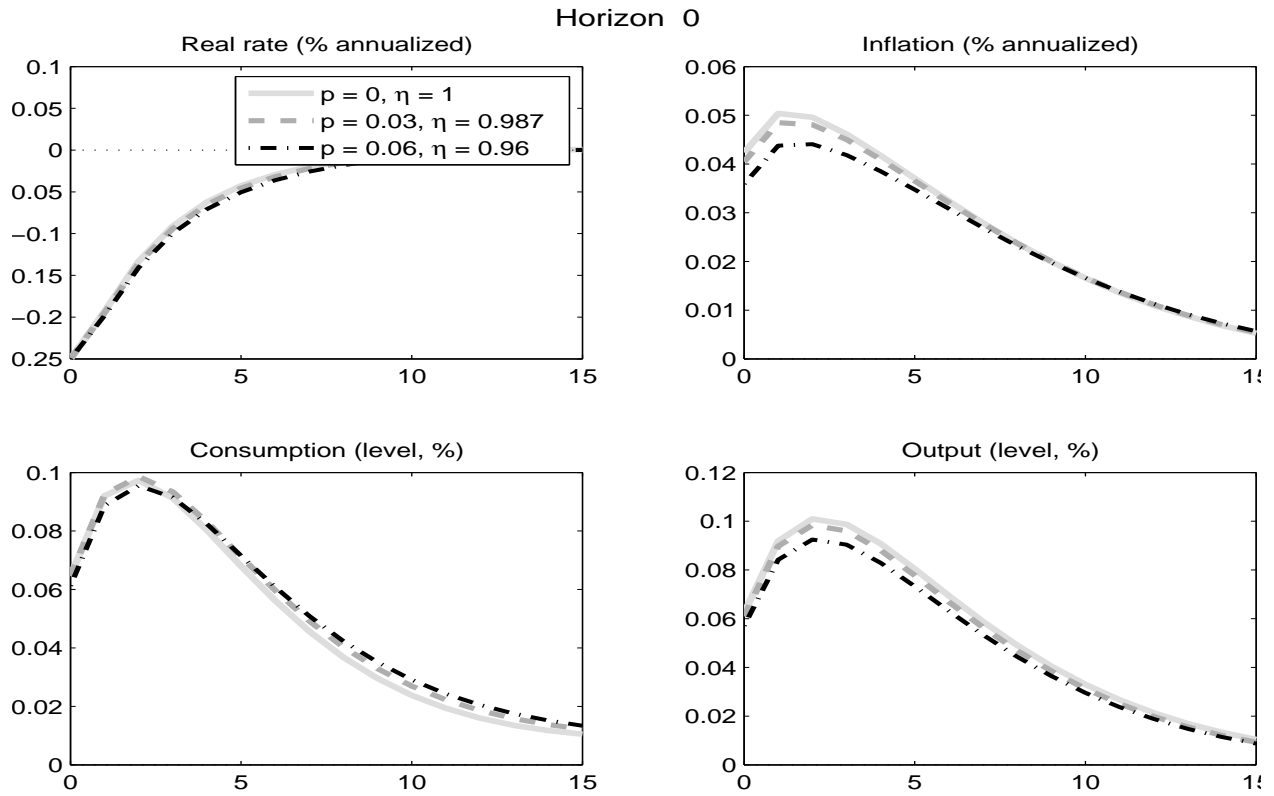 Horizon 0
Real rate (% annualized)
0.1
0.05
0
0.05
−0.1
0.15
−0.2
0.25
0 5 10 15
p = 0, η = 1
p = 0.03, η = 0.987
p = 0.06, η = 0.96
Inflation (% annualized)
0.06
0.05
0.04
0.03
0.02
0.01
0
0 5 10 15
Consumption (level, %)
0.1
0.08
0.06
0.04
0.02
0
0 5 10 15
Output (level, %)
0.12
0.1
0.08
0.06
0.04
0.02
0
0 5 10 15